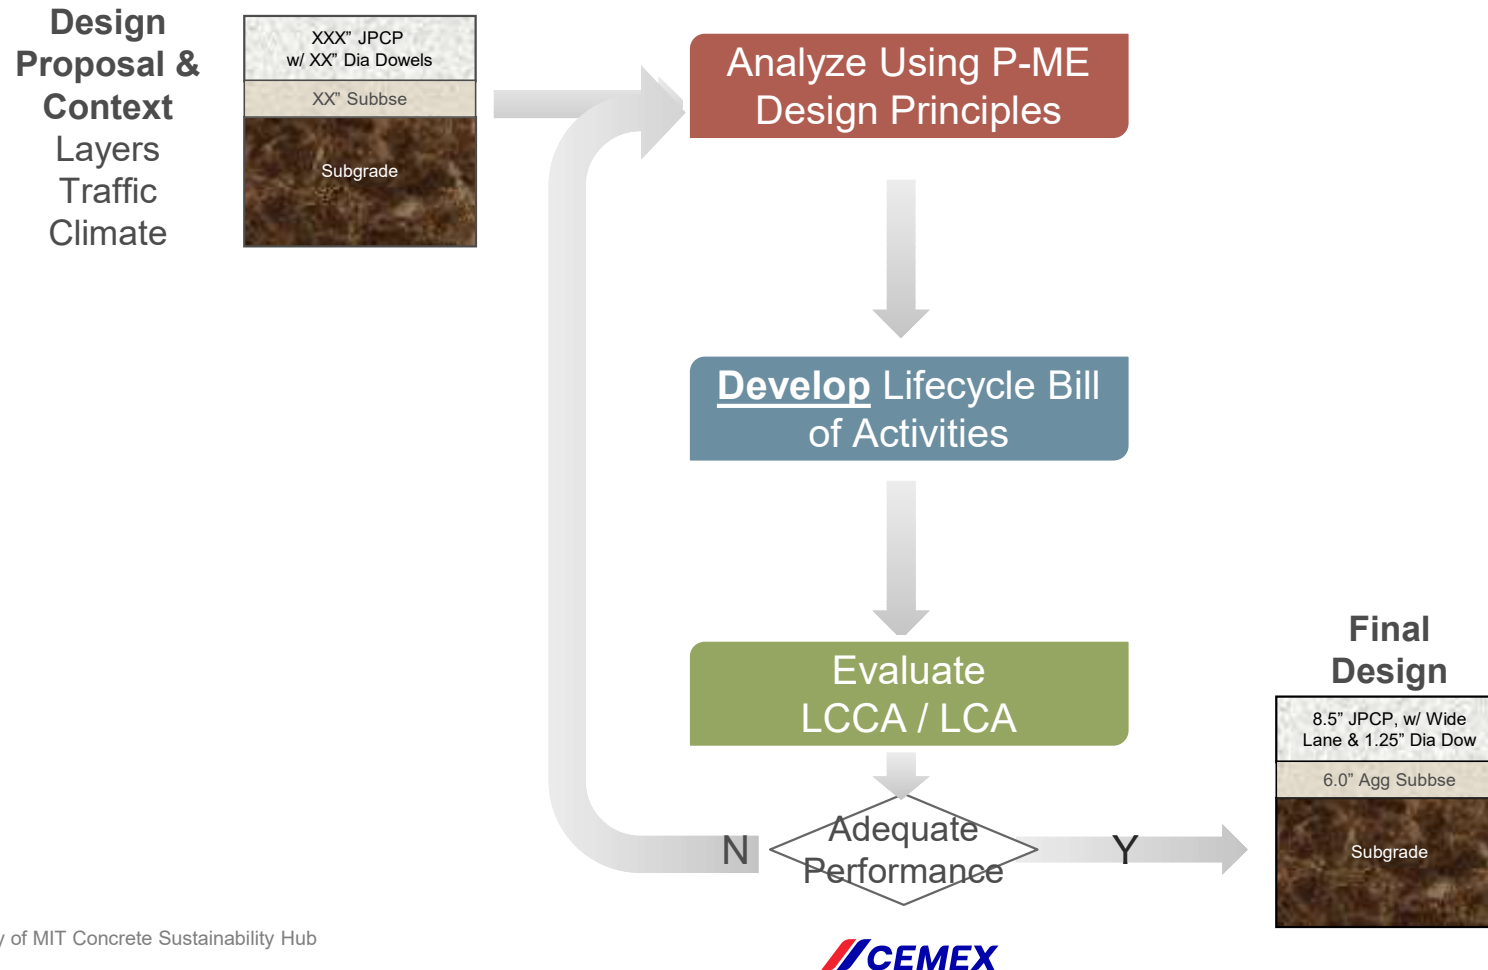 Design
Proposal &
Context
Layers
Traffic
Climate
XXX” JPCP
w/ XX” Dia Dowels
XX” Subbse
Subgrade
Analyze Using P-ME
Design Principles
Develop Lifecycle Bill
of Activities
Evaluate
LCCA / LCA
Adequate
Performance
N
Y
Final
Design
8.5” JPCP, w/ Wide
Lane & 1.25” Dia Dow
6.0” Agg Subbse
Subgrade
y of MIT Concrete Sustainability Hub
CEMEX